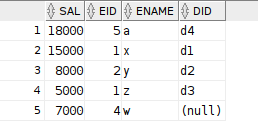 SAL EID ENAME DID
1 18000 5 a d4
2 15000 1 x d1
3 8000 2 y d2
4 5000 1 z d3
5 7000 4 w (null)